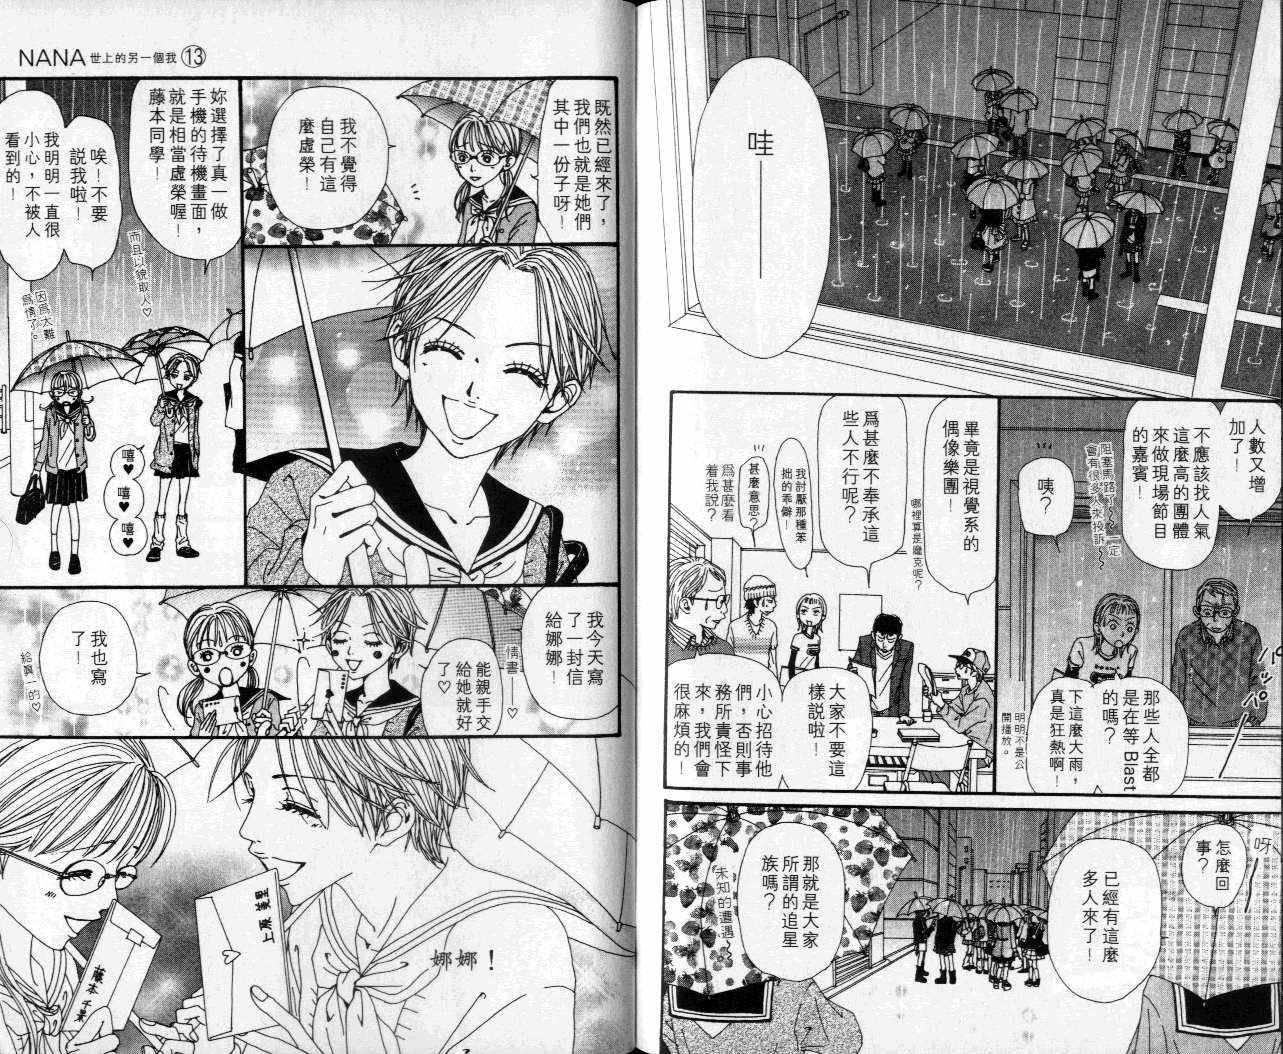 哇──
人數又增
加了！
不應該找人氣
這麼高的團體
來做現場節目
的嘉賓！
咦？
那些人全都
是在等 Blast
的嗎？
下這麼大雨，
真是狂熱啊！
畢竟是視覺系的
偶像樂團！
哪裡算是龐克呢？
爲甚麼不奉承這
些人不行呢？
我討厭那種笨
拙的乖僻！
甚麼意思？
爲甚麼看
着我說？
明明不是公
開播放。
大家不要這
樣說啦！
小心招待他
們，否則事
務所責怪下
來，我們會
很麻煩的！
呀
怎麼回
事？
已經有這麼
多人來了！
那就是大家
所謂的追星
族嗎？
未知的遭遇～
NANA 世上的另一個我 ⑬
既然已經來了，
我們也就是她們
其中一份子呀！
我不覺得
自己有這
麼虛榮！
妳選擇了真一做
手機的待機畫面，
就是相當虛榮喔！
藤本同學！
而且以貌取人♡
唉！不要
說我啦！
我明明一直很
小心，不被人
看到的！
因爲太難
爲情了。
嘻♥
嘻♥
嘻♥
我今天寫
了一封信
給娜娜！
情書──♡
能親手交
給她就好
了♡
我也寫
了！
給真一的♡
娜娜！
上原 美里
藤本 千菜